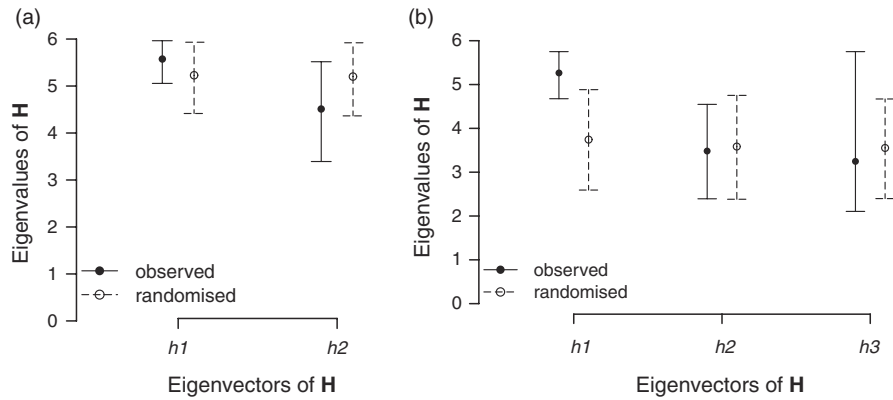 (a)
Eigenvalues of H
6
5
4
3
2
1
0
observed
randomised
h1 h2
Eigenvectors of H
(b)
Eigenvalues of H
6
5
4
3
2
1
0
observed
randomised
h1 h2 h3
Eigenvectors of H